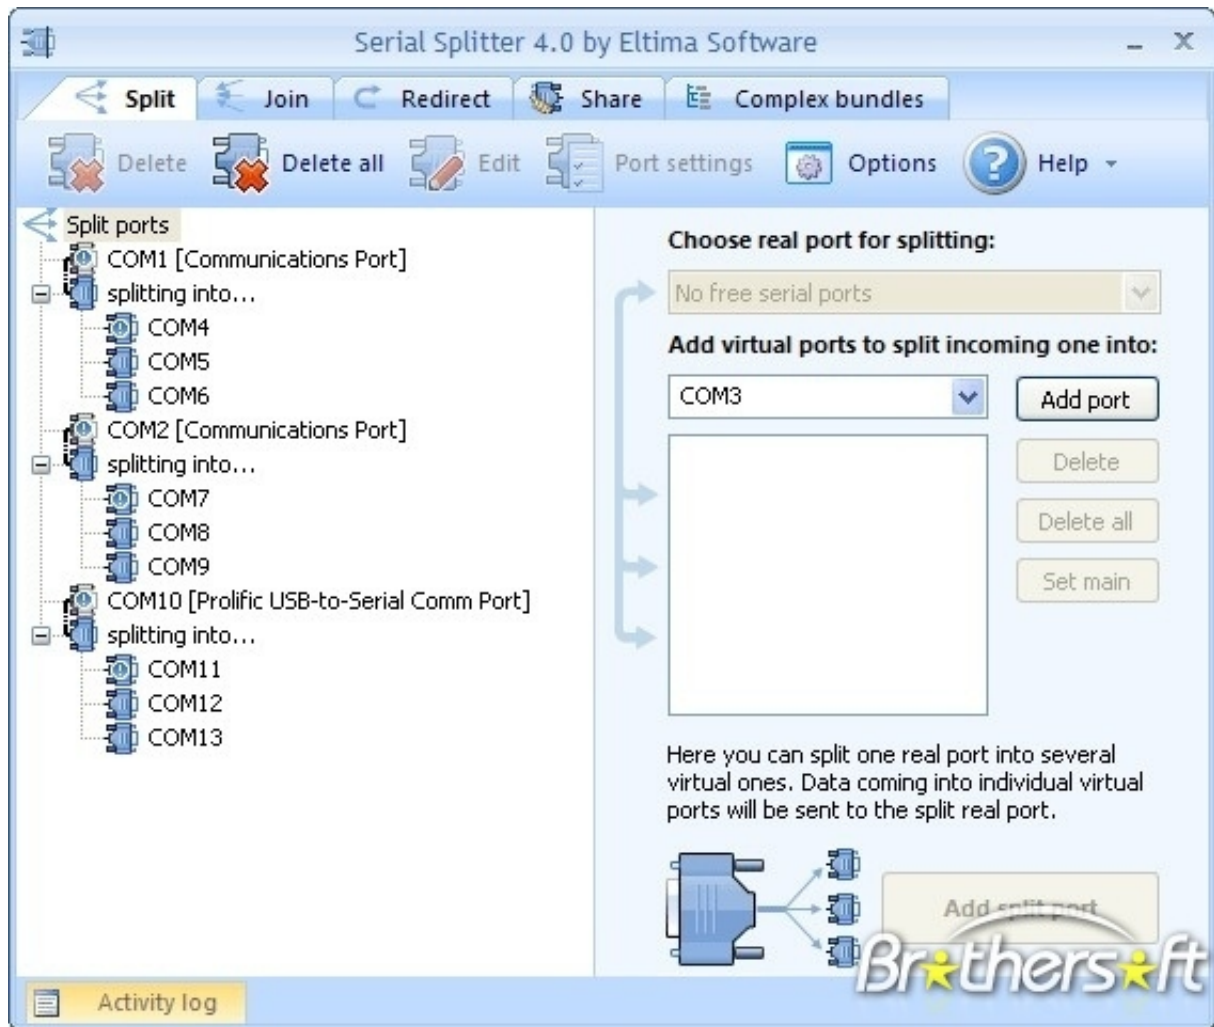 Serial Splitter 4.0 by Eltima Software
Split Join Redirect Share Complex bundles
Delete Delete all Edit Port settings Options Help
Split ports
COM1 [Communications Port]
splitting into...
COM4
COM5
COM6
COM2 [Communications Port]
splitting into...
COM7
COM8
COM9
COM10 [Prolific USB-to-Serial Comm Port]
splitting into...
COM11
COM12
COM13
Choose real port for splitting:
No free serial ports
Add virtual ports to split incoming one into:
COM3
Add port
Delete
Delete all
Set main
Here you can split one real port into several
virtual ones. Data coming into individual virtual
ports will be sent to the split real port.
Add split port
Brothersoft
Activity log